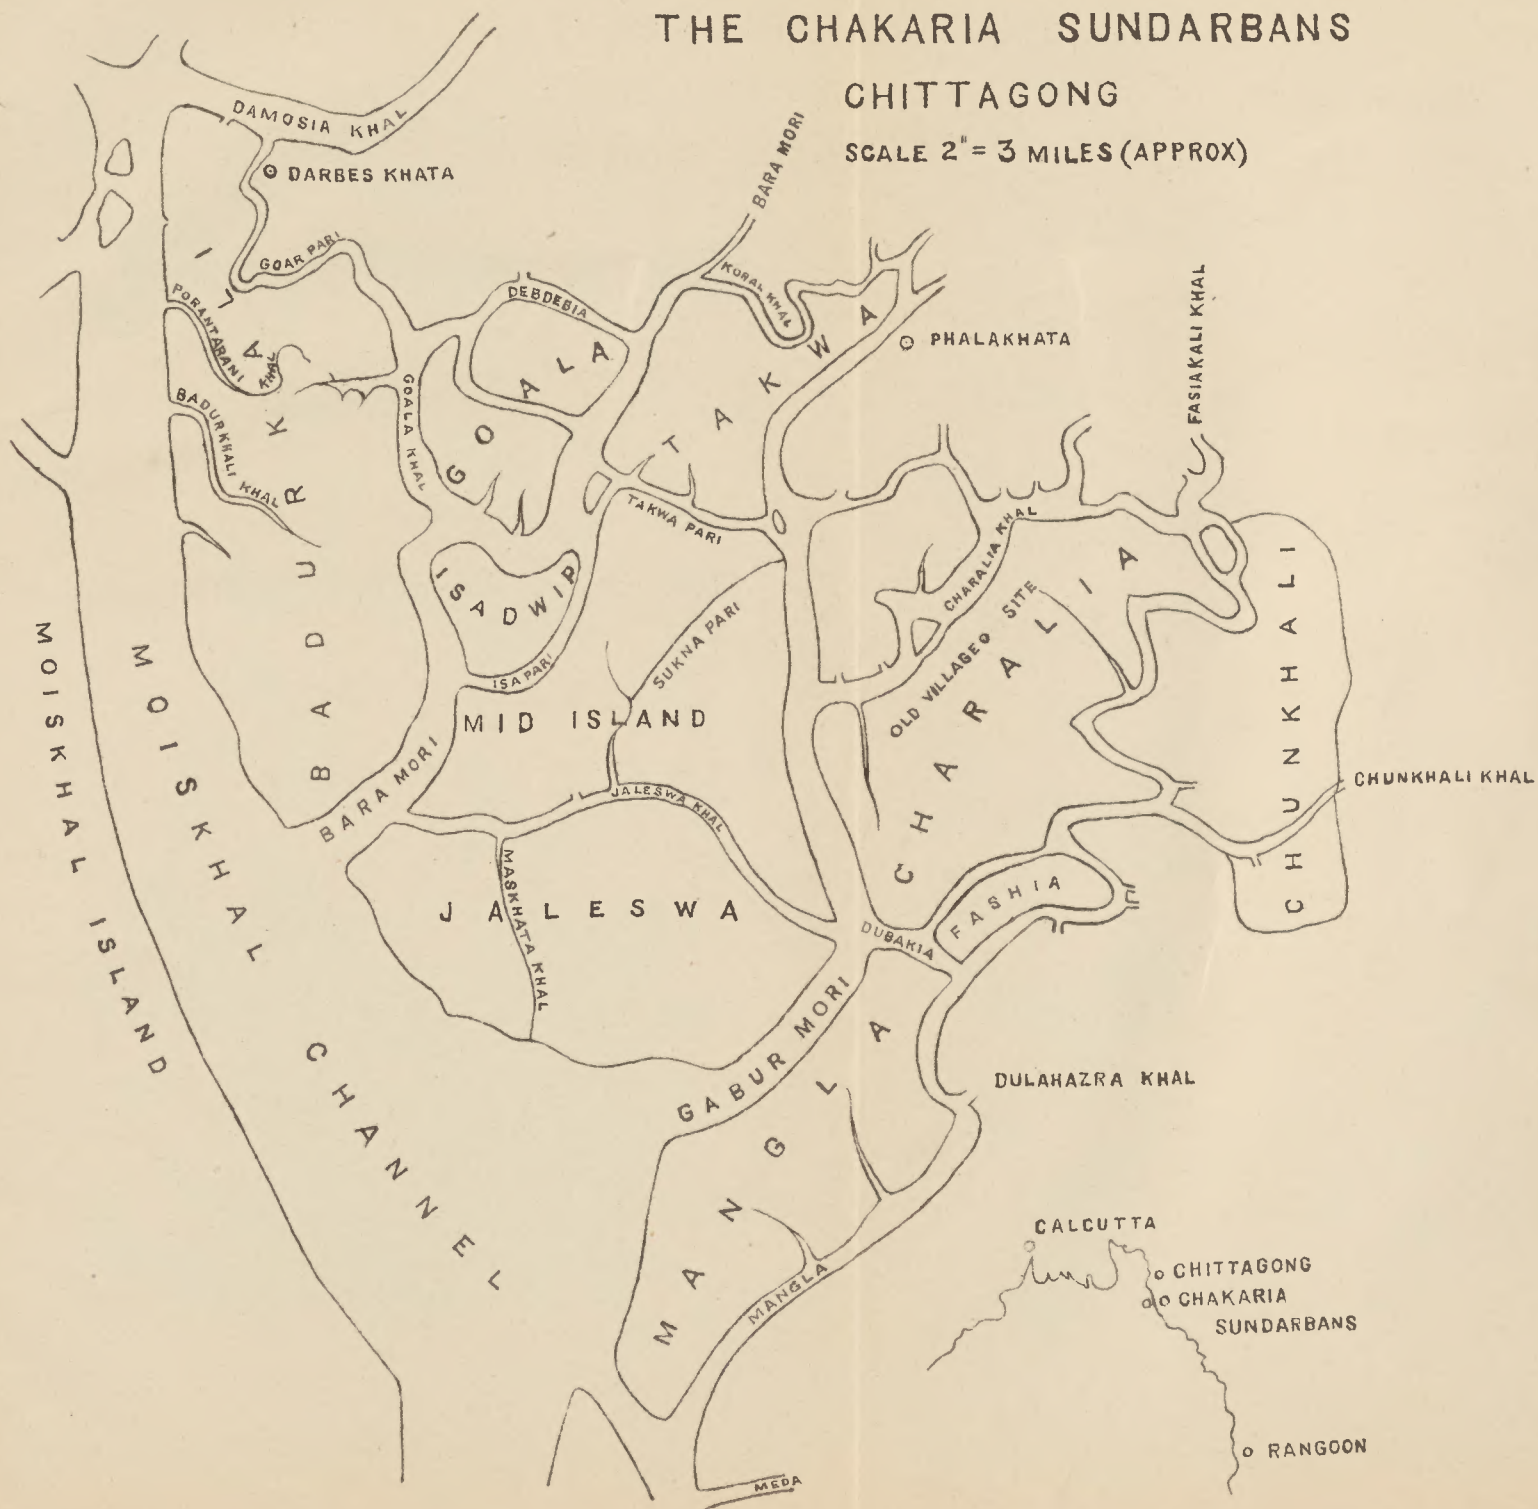 THE CHAKARIA SUNDARBANS
CHITTAGONG
SCALE 2"= 3 MILES (APPROX)
DAMOSIA KHAL
DARBES KHATA
BARA MORI
GOAR PARI
KORAL KHAL
DEBDEBIA
PORANTARANI KHAL
PHALAKHATA
FASIAKALI KHAL
GOALA
TAKWA
GOALA KHAL
BADURKHALI KHAL
BADURKALI
TAKWA PARI
CHARALIA KHAL
ISADWIP
ISA PARI
SUKNA PARI
OLD VILLAGE SITE
CHARALIA
CHUNKHALI
MID ISLAND
MOISKHAL ISLAND
MOISKHAL CHANNEL
BARA MORI
JALESWA KHAL
CHUNKHALI KHAL
MASKHATA KHAL
JALESWA
FASHIA
DUBAKIA
GABUR MORI
DULAHAZRA KHAL
MANGLA
MANGLA
MEDA
CALCUTTA
CHITTAGONG
CHAKARIA
SUNDARBANS
RANGOON